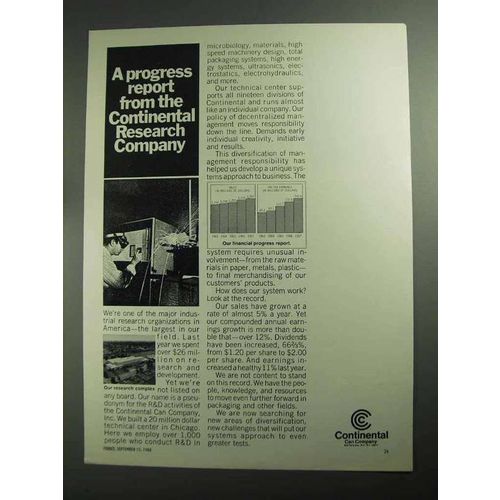 A progress
report
from the
Continental
Research
Company
We're one of the major indus-
trial research organizations in
America—the largest in our
field. Last
year we spent
over $26 mil-
lion on re-
search and
development.
Our research complex
Yet we're
not listed on
any board. Our name is a pseu-
donym for the R&D activities of
the Continental Can Company,
Inc. We built a 20 million dollar
technical center in Chicago.
Here we employ over 1,000
people who conduct R&D in
microbiology, materials, high
speed machinery design, total
packaging systems, high ener-
gy systems, ultrasonics, elec-
trostatics, electrohydraulics,
and more.
Our technical center sup-
ports all nineteen divisions of
Continental and runs almost
like an individual company. Our
policy of decentralized man-
agement moves responsibility
down the line. Demands early
individual creativity, initiative
and results.
This diversification of man-
agement responsibility has
helped us develop a unique sys-
tems approach to business. The
Our financial progress report.
system requires unusual in-
volvement—from the raw mate-
rials in paper, metals, plastic—
to final merchandising of our
customers' products.
How does our system work?
Look at the record.
Our sales have grown at a
rate of almost 5% a year. Yet
our compounded annual earn-
ings growth is more than dou-
ble that—over 12%. Dividends
have been increased, 66⅔%,
from $1.20 per share to $2.00
per share. And earnings in-
creased a healthy 11% last year.
We are not content to stand
on this record. We have the peo-
ple, knowledge, and resources
to move even further forward in
packaging and other fields.
We are now searching for
new areas of diversification,
new challenges that will put our
systems approach to even
greater tests.
Continental
Can Company
FORBES, SEPTEMBER 15, 1968